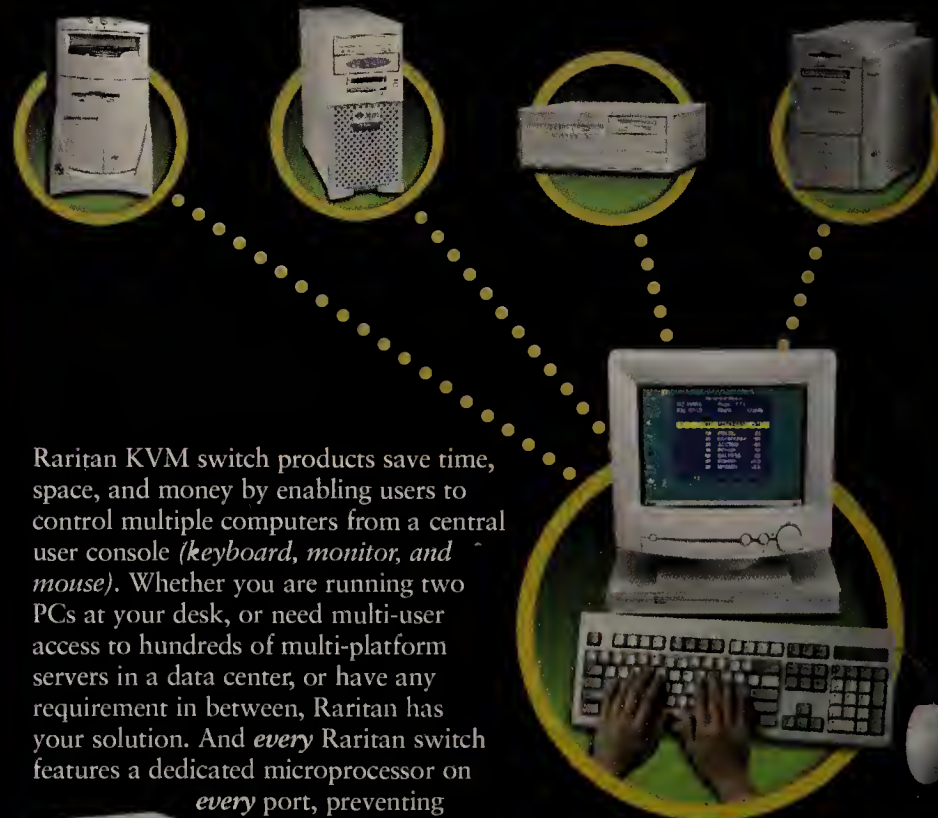 Raritan KVM switch products save time,
space, and money by enabling users to
control multiple computers from a central
user console (keyboard, monitor, and
mouse). Whether you are running two
PCs at your desk, or need multi-user
access to hundreds of multi-platform
servers in a data center, or have any
requirement in between, Raritan has
your solution. And every Raritan switch
features a dedicated microprocessor on
every port, preventing